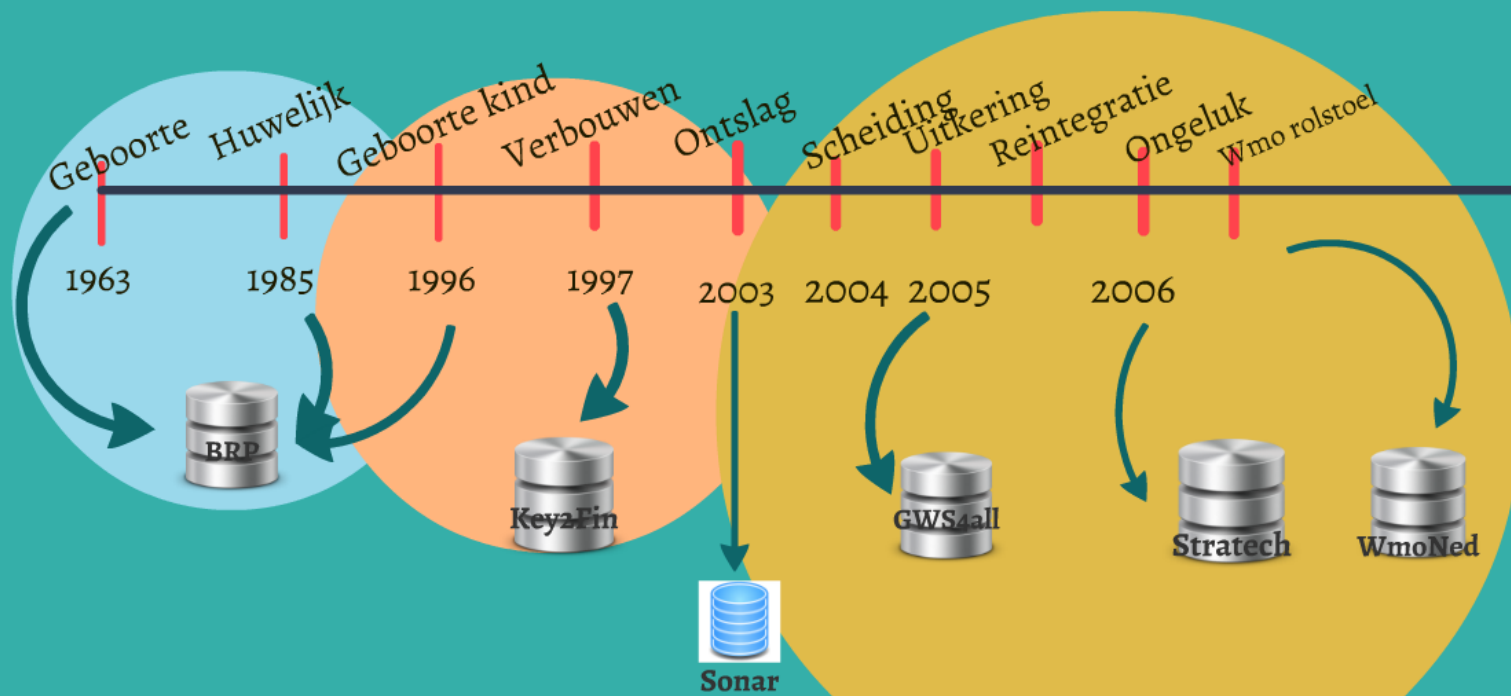 Geboorte
Huwelijk
Geboorte kind
Verbouwen
Ontslag
Scheiding
Uitkering
Reintegratie
Ongeluk
Wmo rolstoel
1963
1985
1996
1997
2003
2004
2005
2006
BRP
Key2Fin
GWS4all
Stratech
WmoNed
Sonar